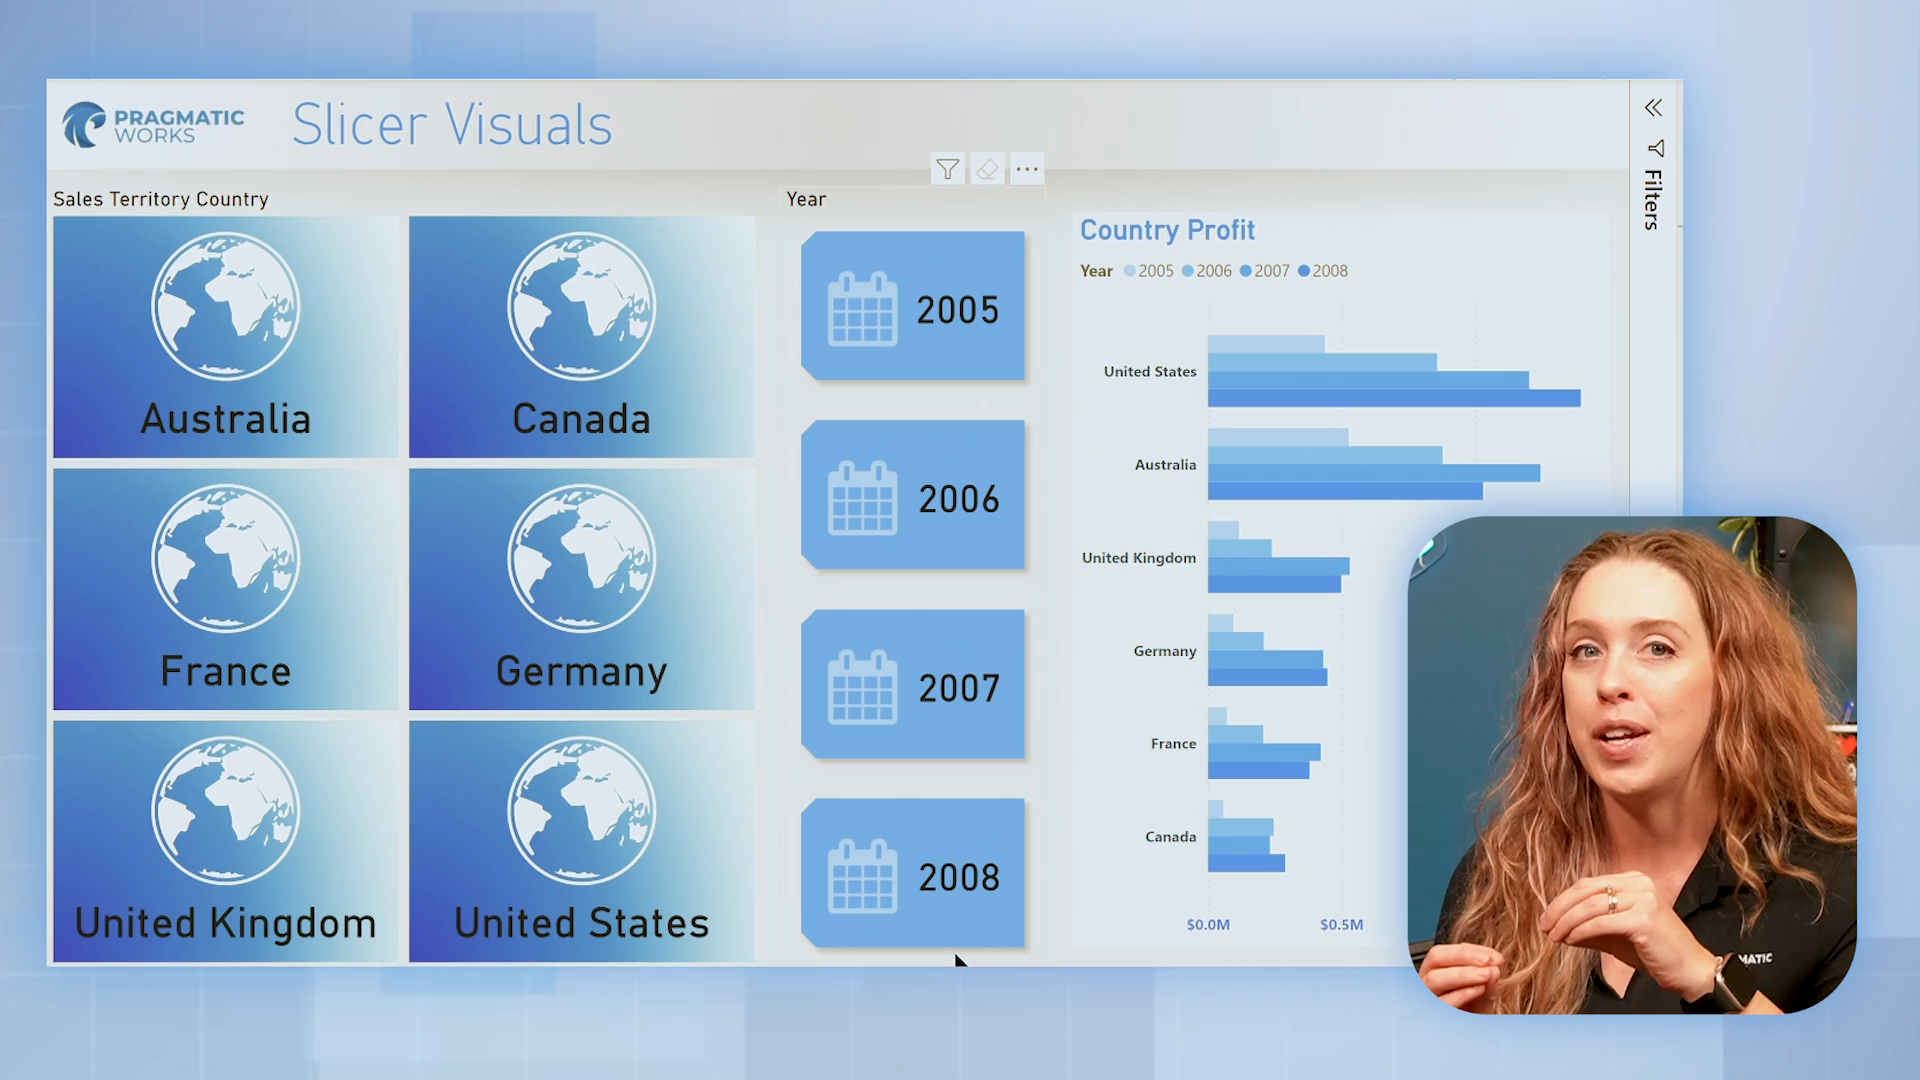 PRAGMATIC
WORKS
Slicer Visuals
Filters
Sales Territory Country
Australia
Canada
France
Germany
United Kingdom
United States
Year
2005
2006
2007
2008
Country Profit
Year 2005 2006 2007 2008
United States
Australia
United Kingdom
Germany
France
Canada
$0.0M $0.5M